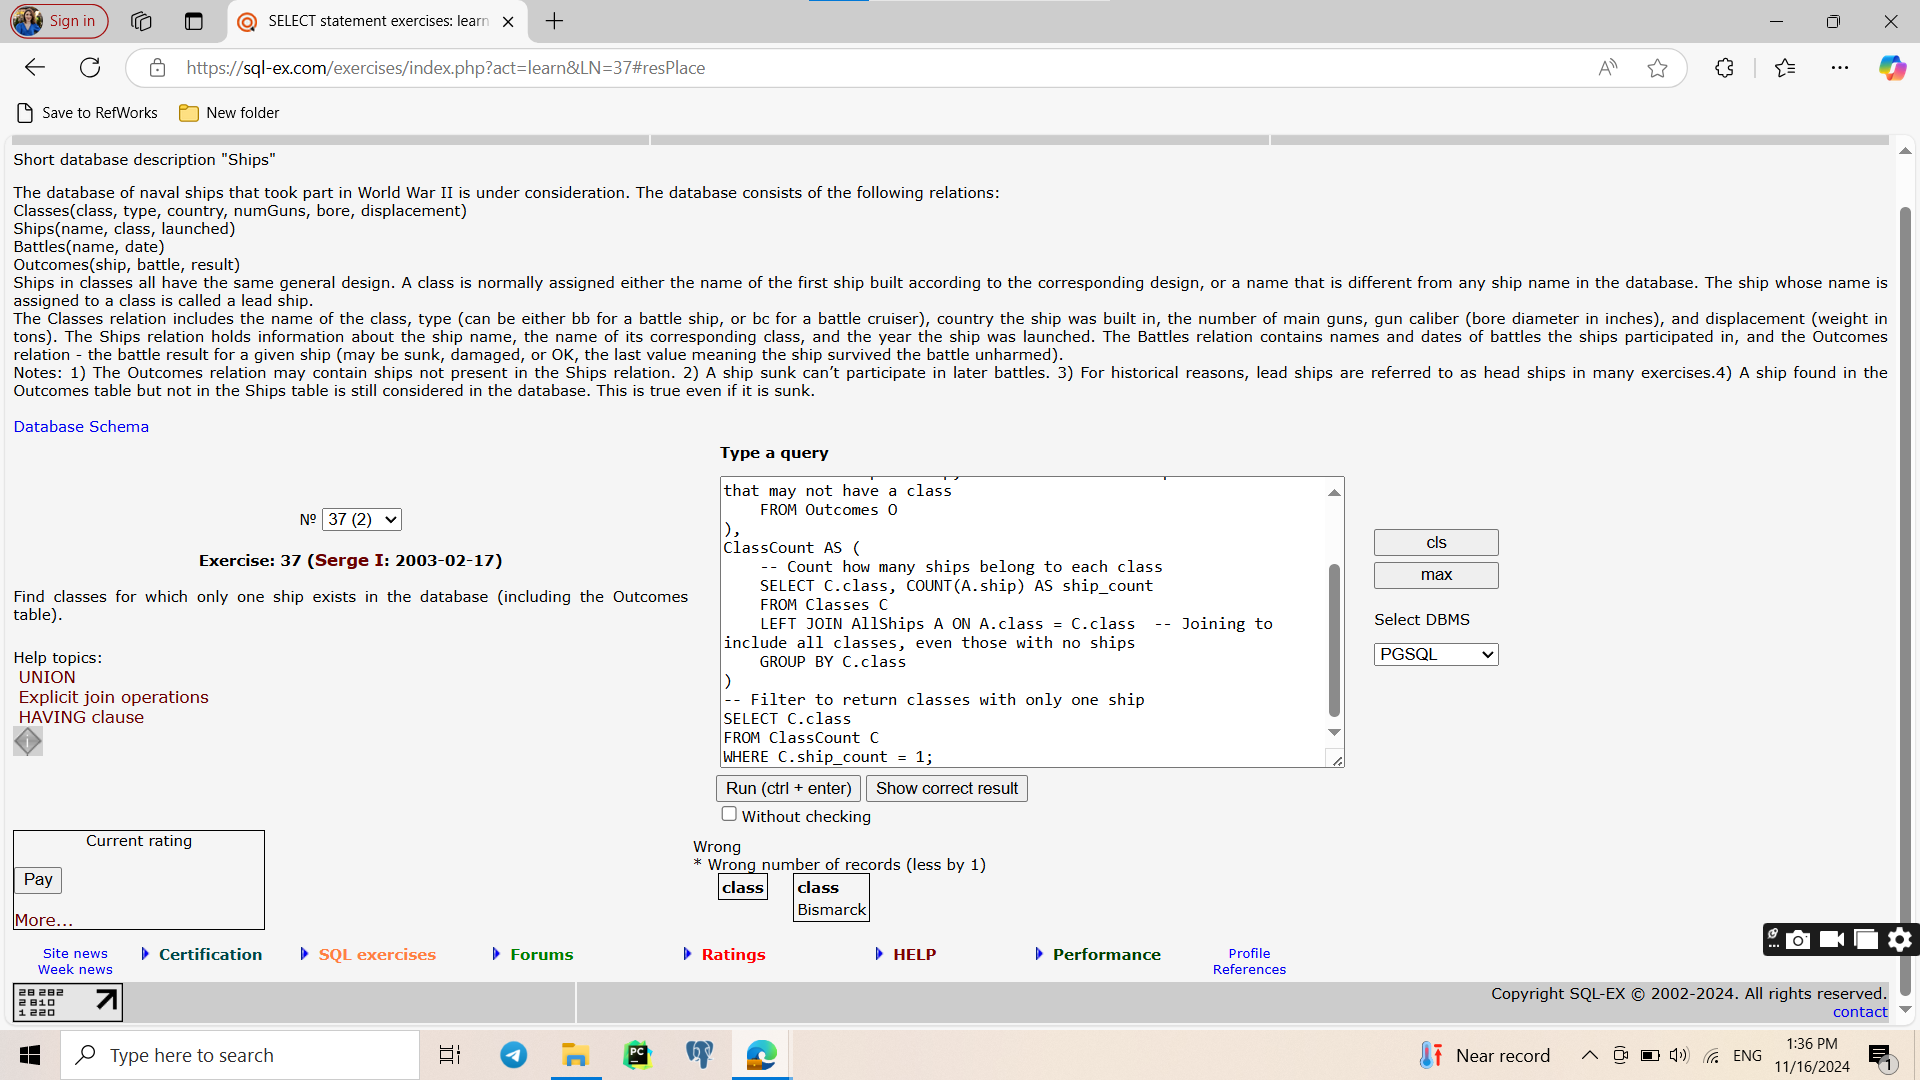 Sign in
SELECT statement exercises: learn
https://sql-ex.com/exercises/index.php?act=learn&LN=37#resPlace
Save to RefWorks
New folder
Short database description "Ships"
The database of naval ships that took part in World War II is under consideration. The database consists of the following relations:
Classes(class, type, country, numGuns, bore, displacement)
Ships(name, class, launched)
Battles(name, date)
Outcomes(ship, battle, result)
Ships in classes all have the same general design. A class is normally assigned either the name of the first ship built according to the corresponding design, or a name that is different from any ship name in the database. The ship whose name is
assigned to a class is called a lead ship.
The Classes relation includes the name of the class, type (can be either bb for a battle ship, or bc for a battle cruiser), country the ship was built in, the number of main guns, gun caliber (bore diameter in inches), and displacement (weight in
tons). The Ships relation holds information about the ship name, the name of its corresponding class, and the year the ship was launched. The Battles relation contains names and dates of battles the ships participated in, and the Outcomes
relation - the battle result for a given ship (may be sunk, damaged, or OK, the last value meaning the ship survived the battle unharmed).
Notes: 1) The Outcomes relation may contain ships not present in the Ships relation. 2) A ship sunk can’t participate in later battles. 3) For historical reasons, lead ships are referred to as head ships in many exercises.4) A ship found in the
Outcomes table but not in the Ships table is still considered in the database. This is true even if it is sunk.
Database Schema
Type a query
№ 37 (2)
Exercise: 37 (Serge I: 2003-02-17)
Find classes for which only one ship exists in the database (including the Outcomes
table).
Help topics:
UNION
Explicit join operations
HAVING clause
that may not have a class
FROM Outcomes O
),
ClassCount AS (
-- Count how many ships belong to each class
SELECT C.class, COUNT(A.ship) AS ship_count
FROM Classes C
LEFT JOIN AllShips A ON A.class = C.class  -- Joining to
include all classes, even those with no ships
GROUP BY C.class
)
-- Filter to return classes with only one ship
SELECT C.class
FROM ClassCount C
WHERE C.ship_count = 1;
cls
max
Select DBMS
PGSQL
Run (ctrl + enter)
Show correct result
Without checking
Wrong
* Wrong number of records (less by 1)
class
class
Bismarck
Current rating
Pay
More...
Site news
Week news
Certification
SQL exercises
Forums
Ratings
HELP
Performance
Profile
References
28 282
2 810
1 220
Copyright SQL-EX © 2002-2024. All rights reserved.
contact
Type here to search
PC
Near record
ENG
1:36 PM
11/16/2024
1